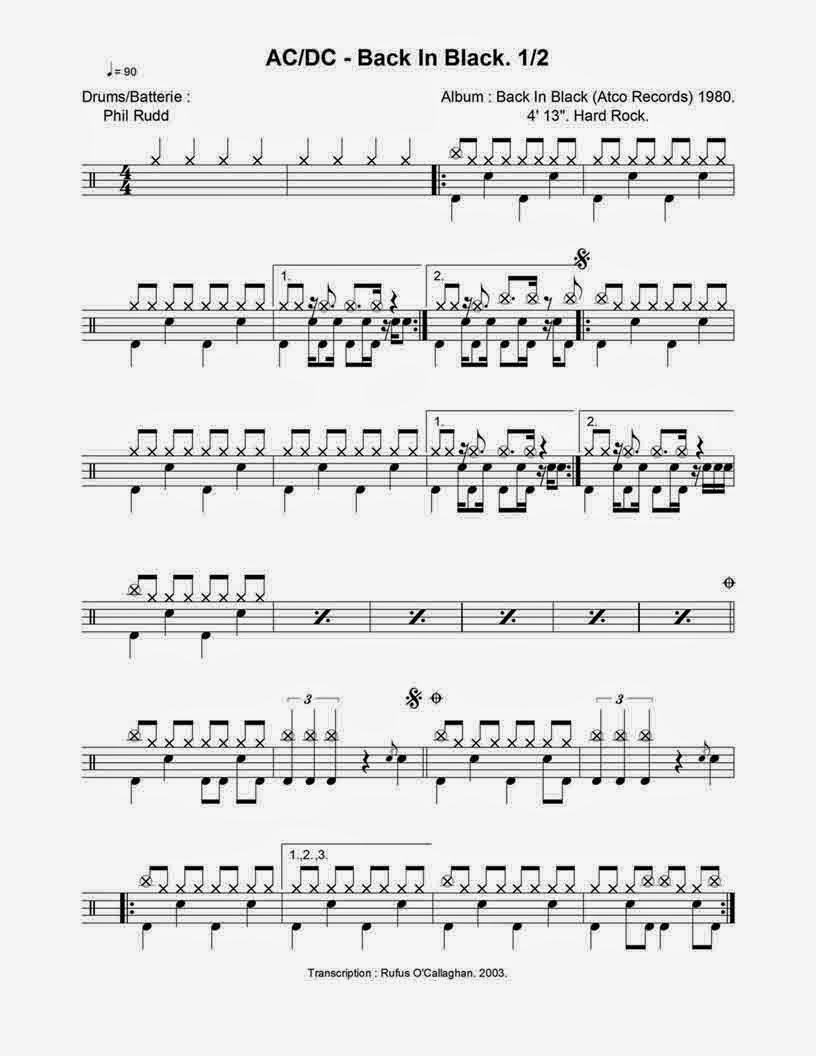 AC/DC - Back In Black. 1/2
♩= 90
Drums/Batterie :
Album : Back In Black (Atco Records) 1980.
Phil Rudd
4' 13". Hard Rock.
4
4
1.
2.
1.
2.
3
3
1.,2.,3.
Transcription : Rufus O'Callaghan. 2003.